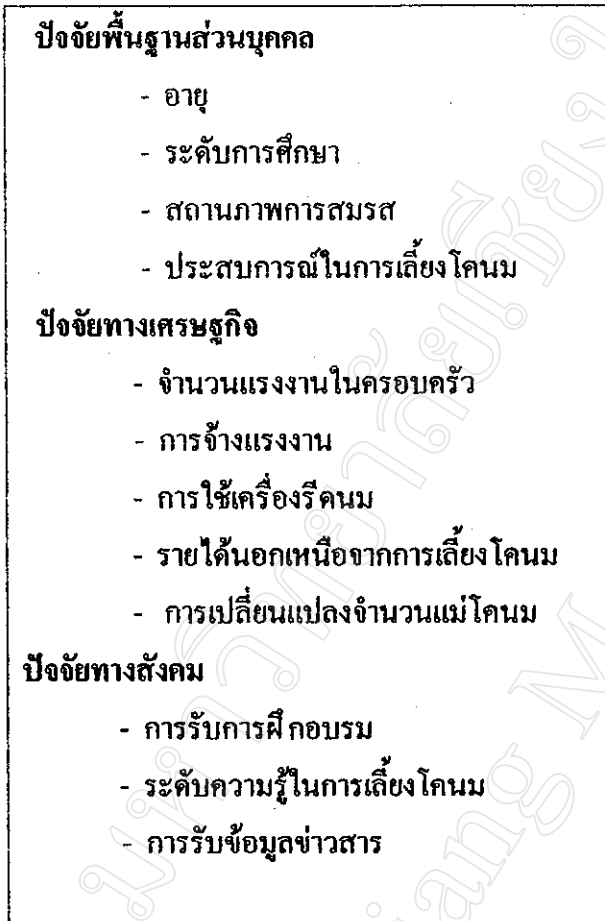 ปัจจัยพื้นฐานส่วนบุคคล
- อายุ
- ระดับการศึกษา
- สถานภาพการสมรส
- ประสบการณ์ในการเลี้ยงโคนม
ปัจจัยทางเศรษฐกิจ
- จำนวนแรงงานในครอบครัว
- การจ้างแรงงาน
- การใช้เครื่องรีดนม
- รายได้นอกเหนือจากการเลี้ยงโคนม
- การเปลี่ยนแปลงจำนวนแม่โคนม
ปัจจัยทางสังคม
- การรับการฝึกอบรม
- ระดับความรู้ในการเลี้ยงโคนม
- การรับข้อมูลข่าวสาร